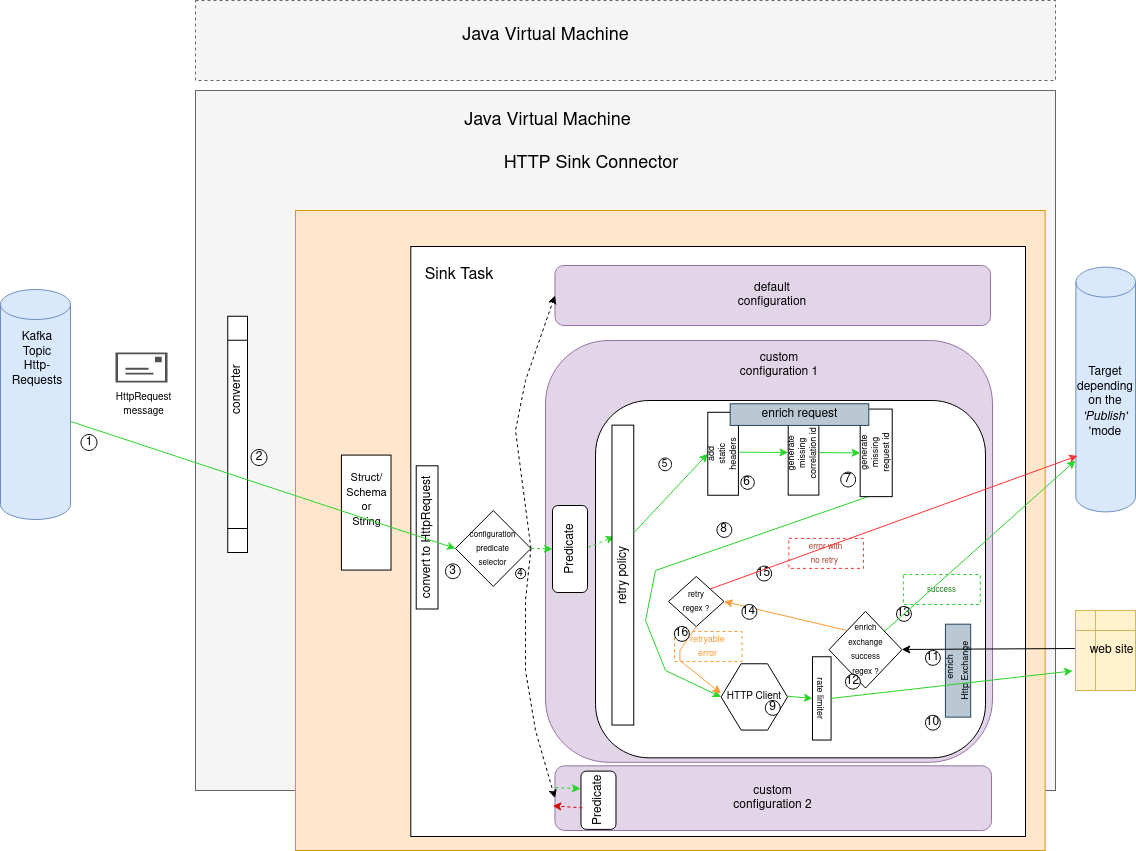 Java Virtual Machine
Java Virtual Machine
HTTP Sink Connector
Sink Task
default
configuration
custom
configuration 1
Kafka
Topic
Http-
Requests
HttpRequest
message
1
converter
2
Struct/
Schema
or
String
convert to HttpRequest
3
configuration
predicate
selector
4
Predicate
retry policy
5
enrich request
add
static
headers
6
generate
missing
correlation id
7
generate
missing
request id
8
error with
no retry
15
retry
regex ?
14
16
retryable
error
success
13
enrich
exchange
success
regex ?
12
11
enrich
Http Exchange
10
HTTP Client
9
rate limiter
Target
depending
on the
'Publish'
'mode
web site
Predicate
custom
configuration 2